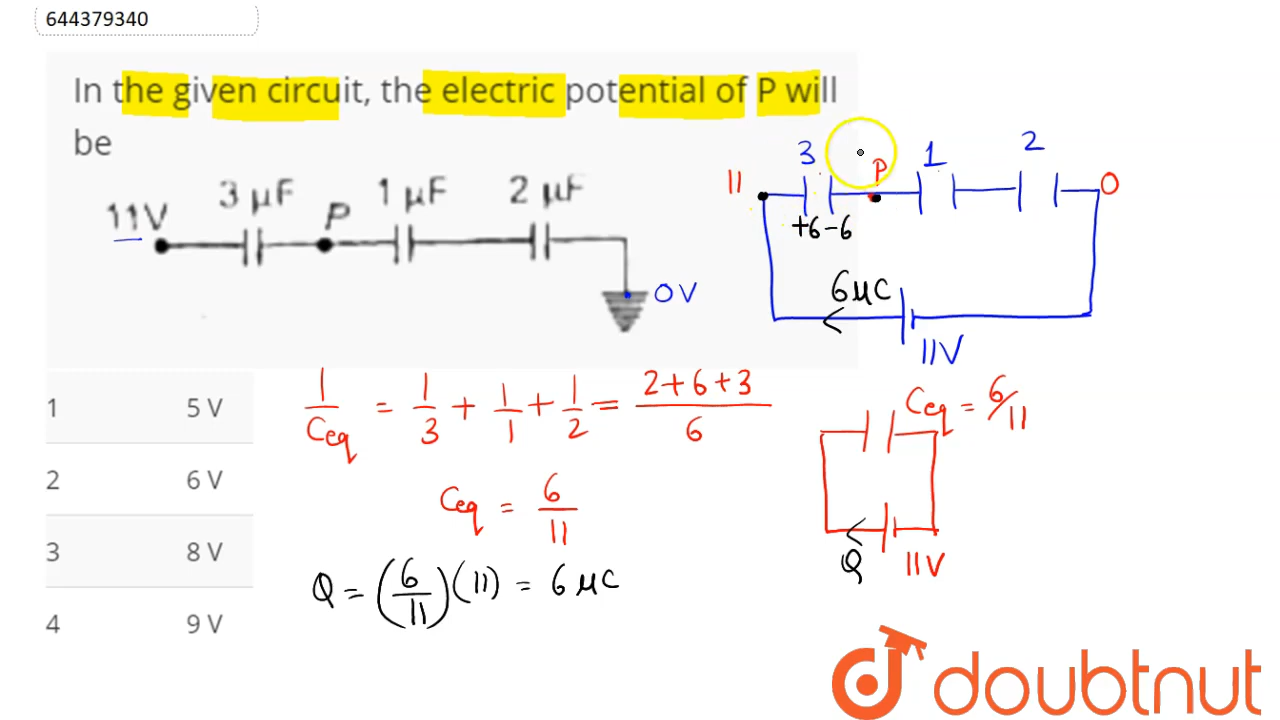 644379340
In the given circuit, the electric potential of P will
be
11V 3 μF P 1 μF 2 μF
0V
11 3 P 1 2 0
+6 -6
6μC
11V
1 5 V
2 6 V
3 8 V
4 9 V
1/Ceq = 1/3 + 1/1 + 1/2 = 2+6+3/6
Ceq = 6/11
Q = (6/11)(11) = 6μC
Ceq = 6/11
Q 11V
doubtnut